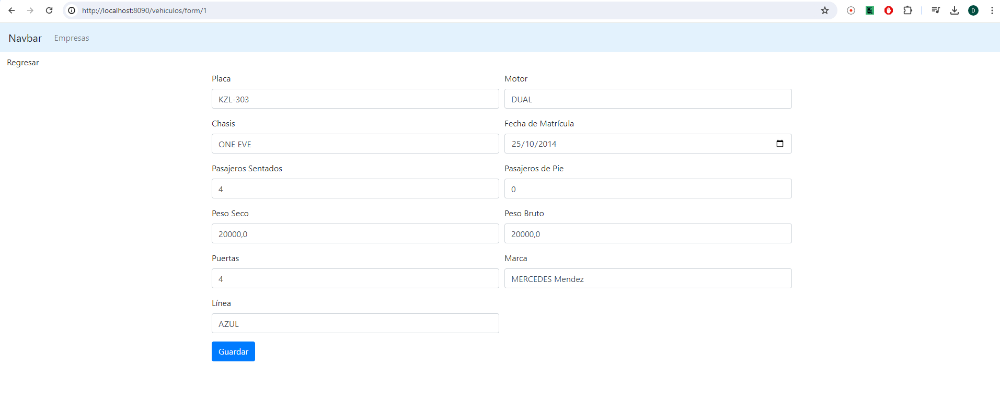 http://localhost:8090/vehiculos/form/1
D
Navbar Empresas
Regresar
Placa Motor
KZL-303 DUAL
Chasis Fecha de Matrícula
ONE EVE 25/10/2014
Pasajeros Sentados Pasajeros de Pie
4 0
Peso Seco Peso Bruto
20000,0 20000,0
Puertas Marca
4 MERCEDES Mendez
Línea
AZUL
Guardar